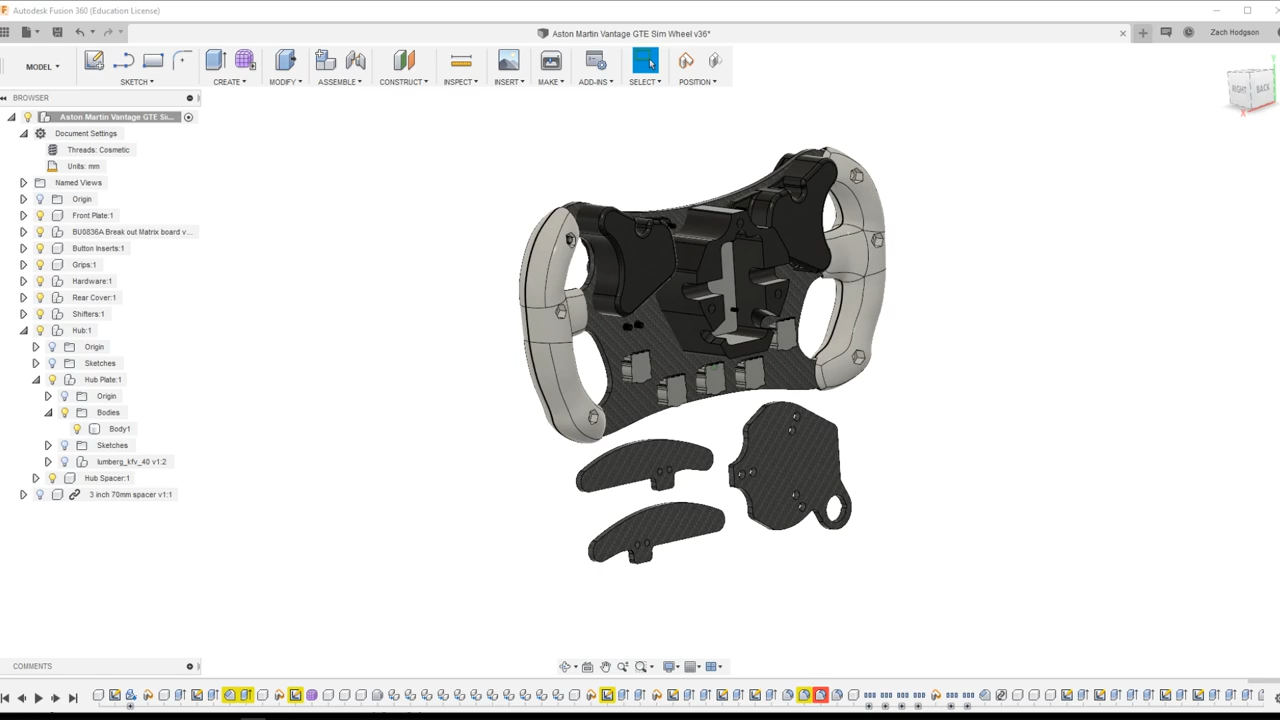 Autodesk Fusion 360 (Education License)
Aston Martin Vantage GTE Sim Wheel v36*
Zach Hodgson
MODEL
SKETCH
CREATE
MODIFY
ASSEMBLE
CONSTRUCT
INSPECT
INSERT
MAKE
ADD-INS
SELECT
POSITION
RIGHT
BACK
BROWSER
Aston Martin Vantage GTE Si...
Document Settings
Threads: Cosmetic
Units: mm
Named Views
Origin
Front Plate:1
BU0836A Break out Matrix board v...
Button Inserts:1
Grips:1
Hardware:1
Rear Cover:1
Shifters:1
Hub:1
Origin
Sketches
Hub Plate:1
Origin
Bodies
Body1
Sketches
lumberg_kfv_40 v1:2
Hub Spacer:1
3 inch 70mm spacer v1:1
COMMENTS